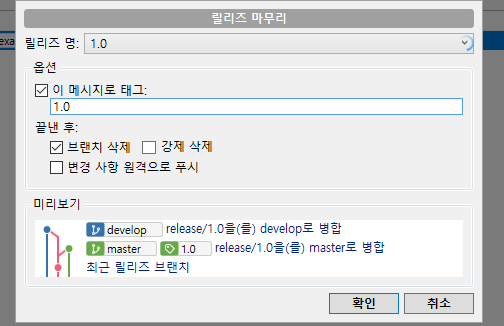 릴리즈 마무리
릴리즈 명: 1.0
옵션
이 메시지로 태그:
1.0
끝낸 후:
브랜치 삭제 강제 삭제
변경 사항 원격으로 푸시
미리보기
develop release/1.0을(를) develop로 병합
master 1.0 release/1.0을(를) master로 병합
최근 릴리즈 브랜치
확인 취소